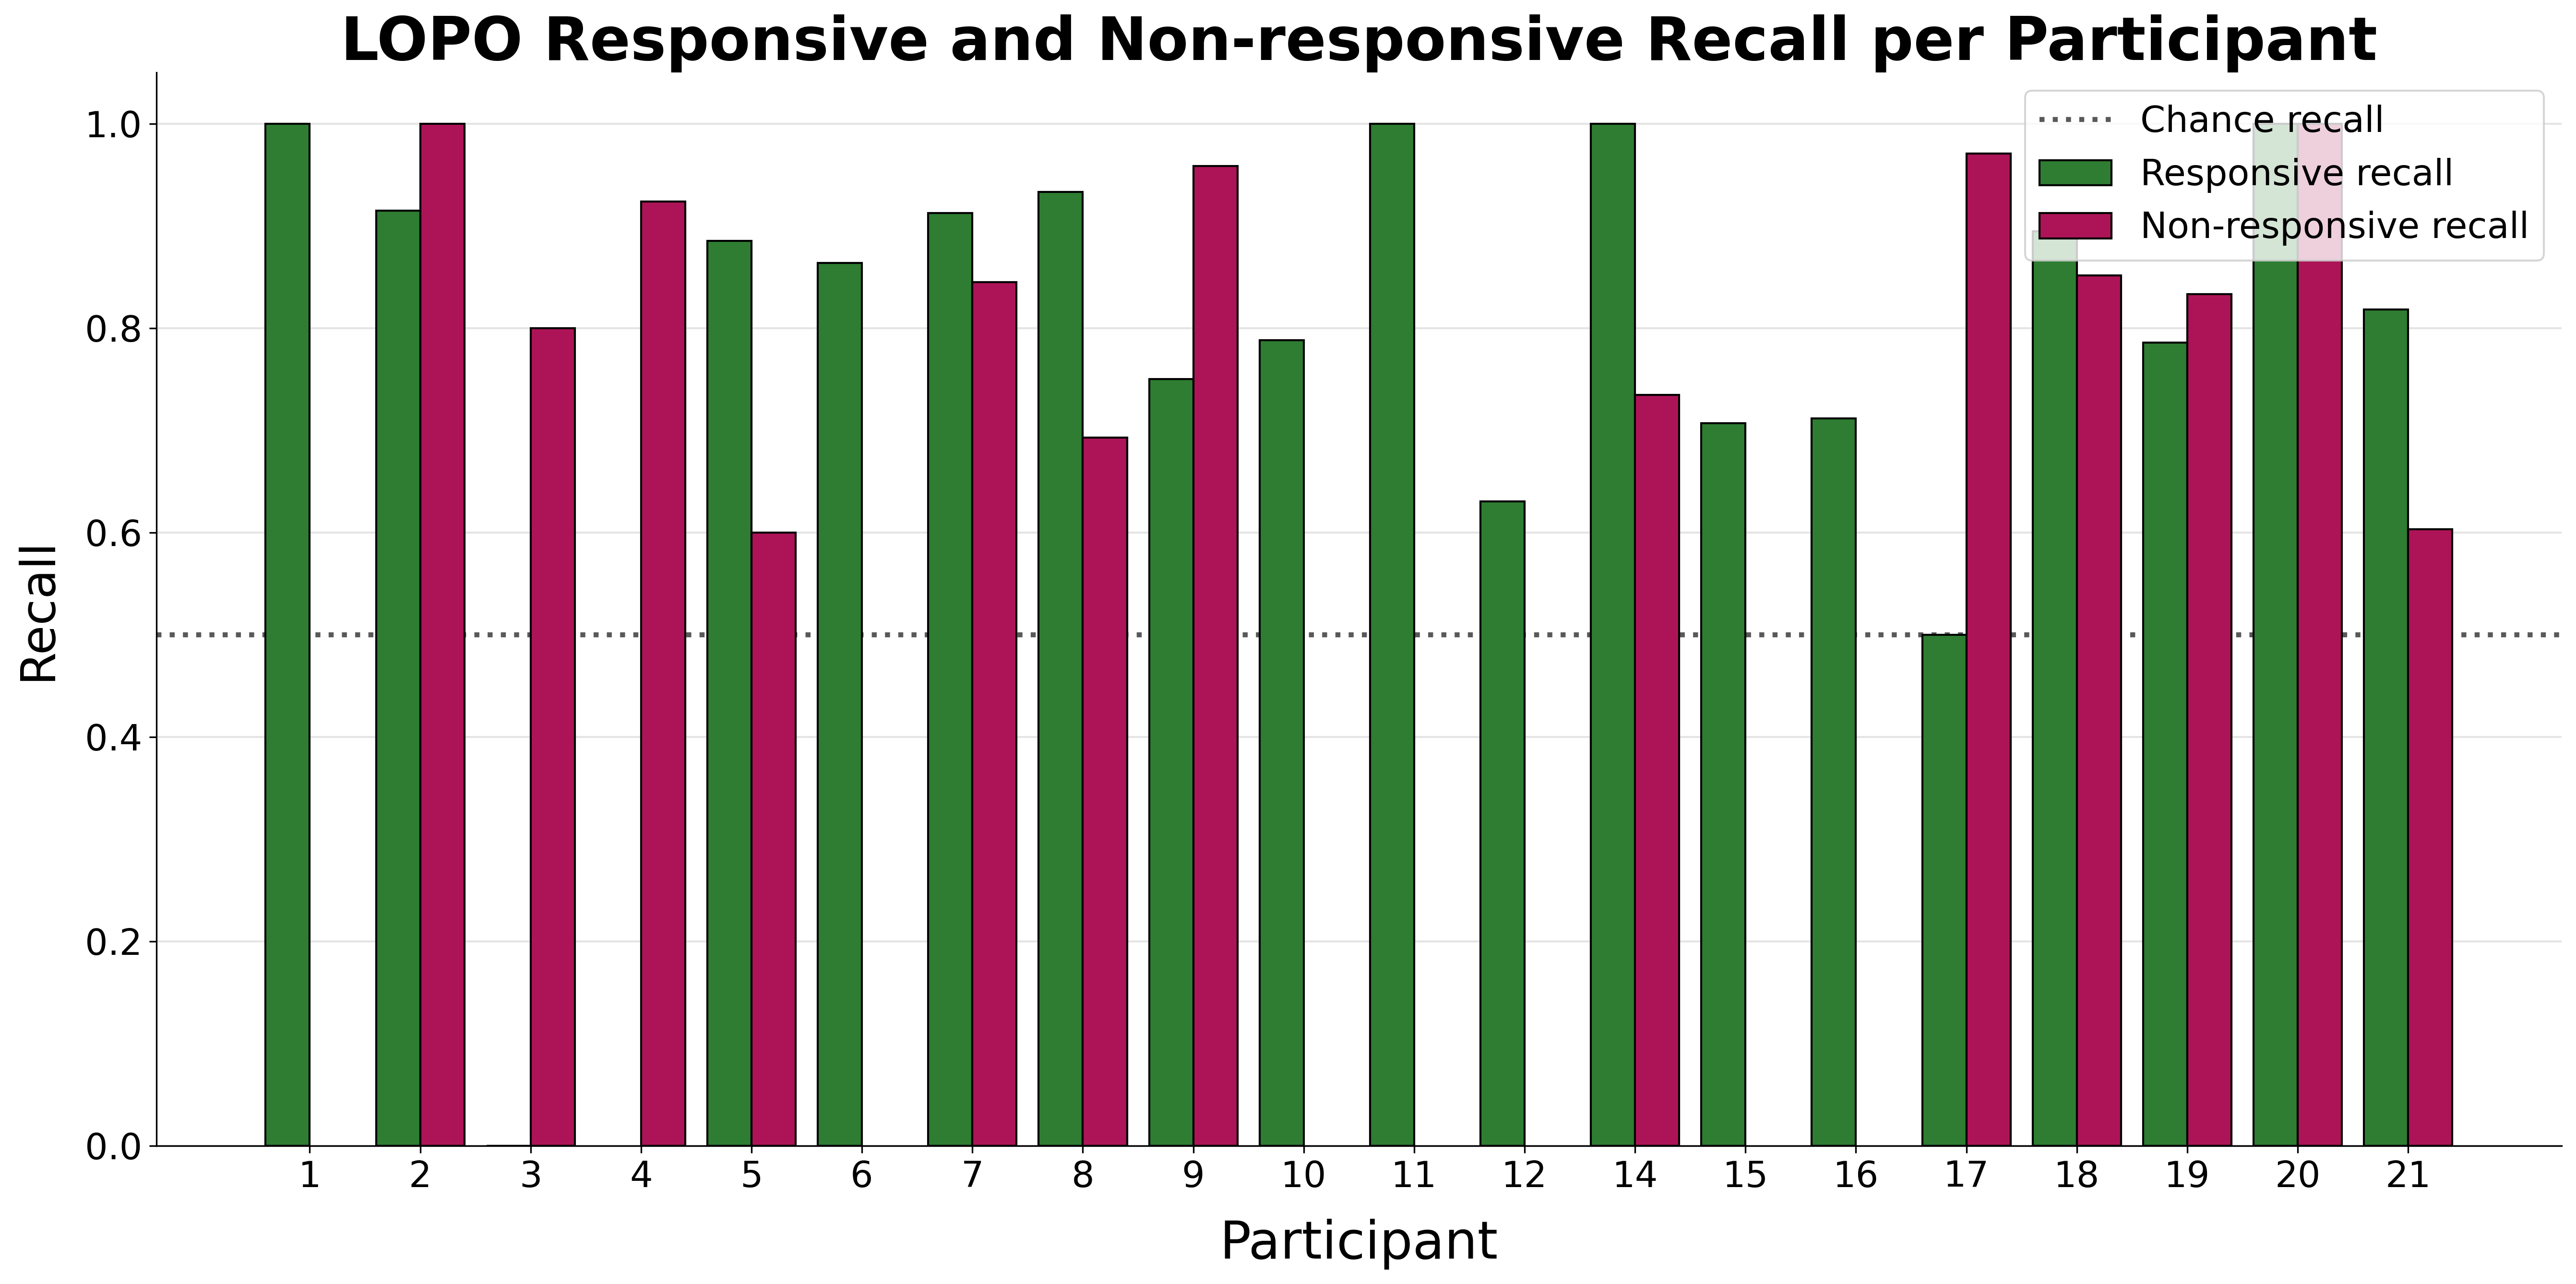 LOPO Responsive and Non-responsive Recall per Participant
Chance recall
Responsive recall
Non-responsive recall
Recall
1.0
0.8
0.6
0.4
0.2
0.0
1 2 3 4 5 6 7 8 9 10 11 12 14 15 16 17 18 19 20 21
Participant